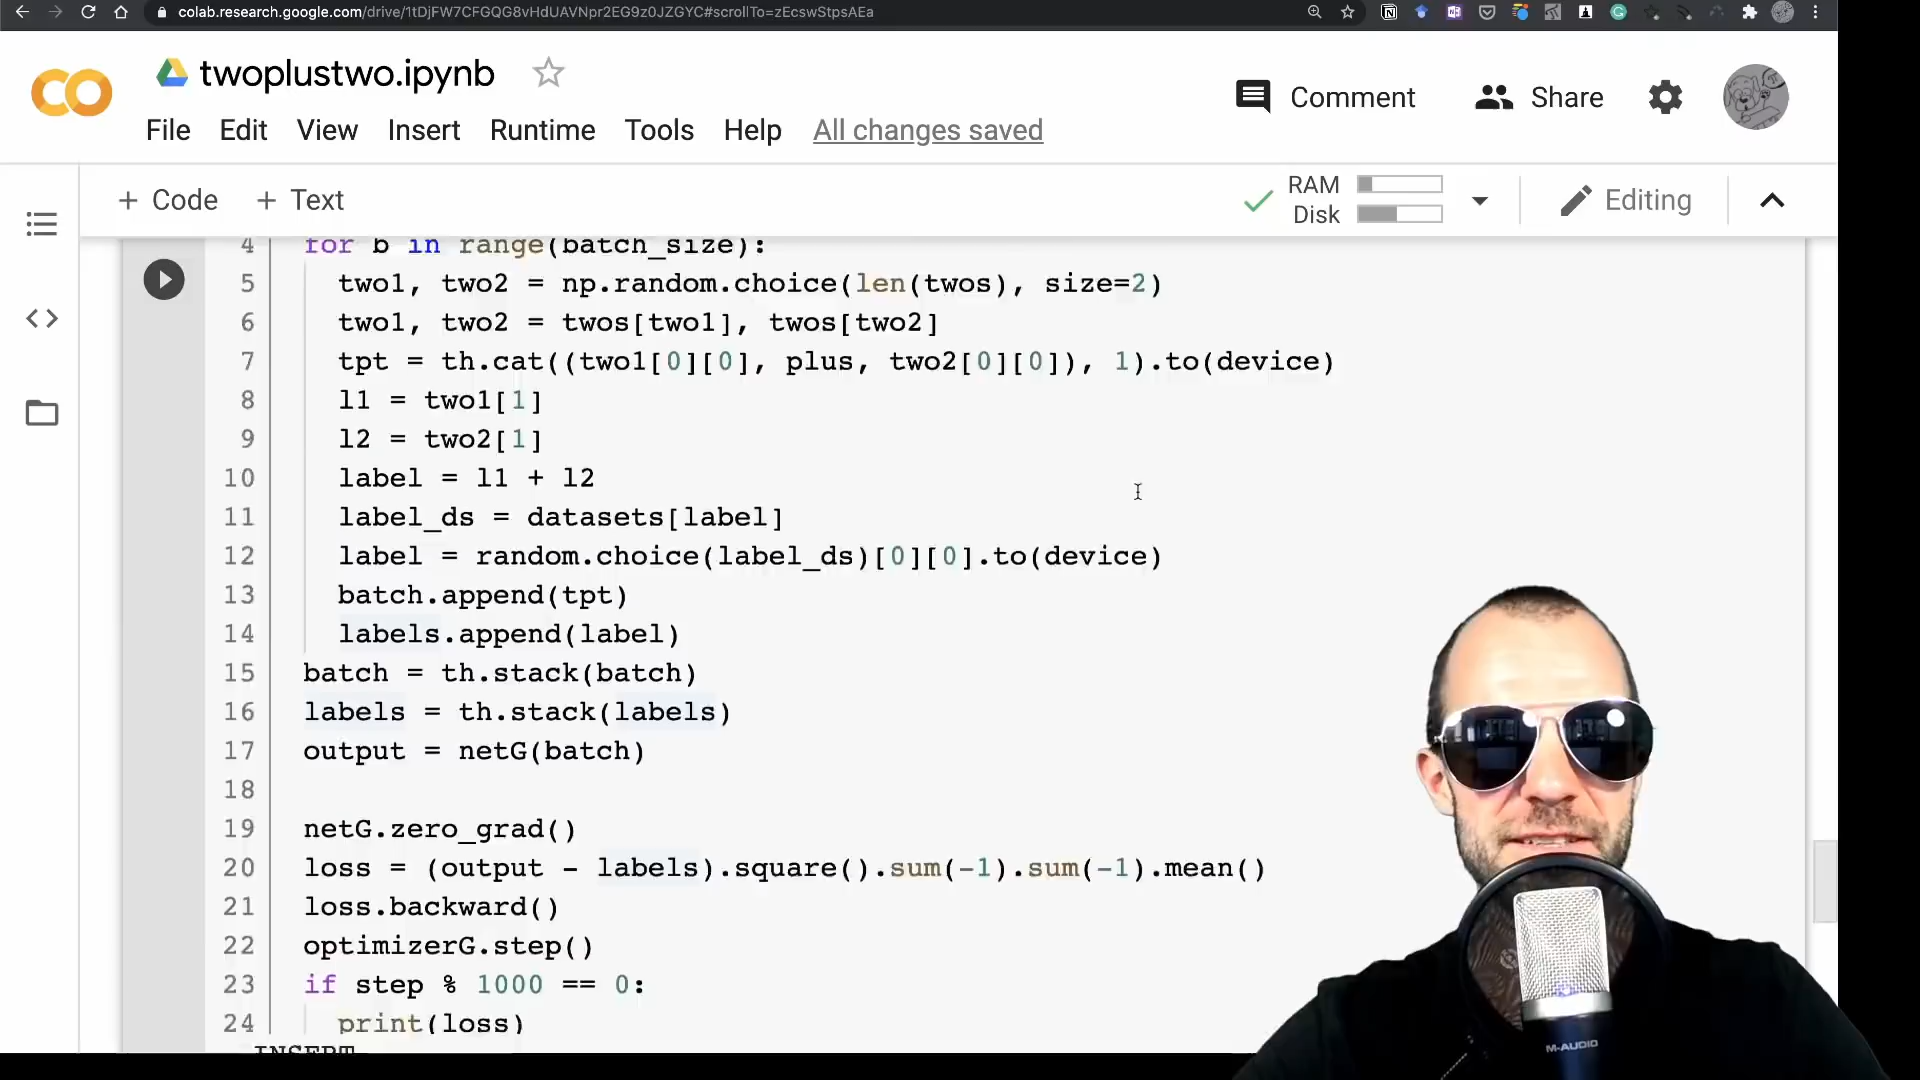 colab.research.google.com/drive/1tDjFW7CFGQG8vHdUAVNpr2EG9z0JZGYC#scrollTo=zEcswStpsAEa
twoplustwo.ipynb
Comment
Share
File Edit View Insert Runtime Tools Help All changes saved
+ Code + Text
RAM
Disk
Editing
4 for b in range(batch_size):
5 two1, two2 = np.random.choice(len(twos), size=2)
6 two1, two2 = twos[two1], twos[two2]
7 tpt = th.cat((two1[0][0], plus, two2[0][0]), 1).to(device)
8 l1 = two1[1]
9 l2 = two2[1]
10 label = l1 + l2
11 label_ds = datasets[label]
12 label = random.choice(label_ds)[0][0].to(device)
13 batch.append(tpt)
14 labels.append(label)
15 batch = th.stack(batch)
16 labels = th.stack(labels)
17 output = netG(batch)
18
19 netG.zero_grad()
20 loss = (output - labels).square().sum(-1).sum(-1).mean()
21 loss.backward()
22 optimizerG.step()
23 if step % 1000 == 0:
24 print(loss)
INSERT
M-AUDIO